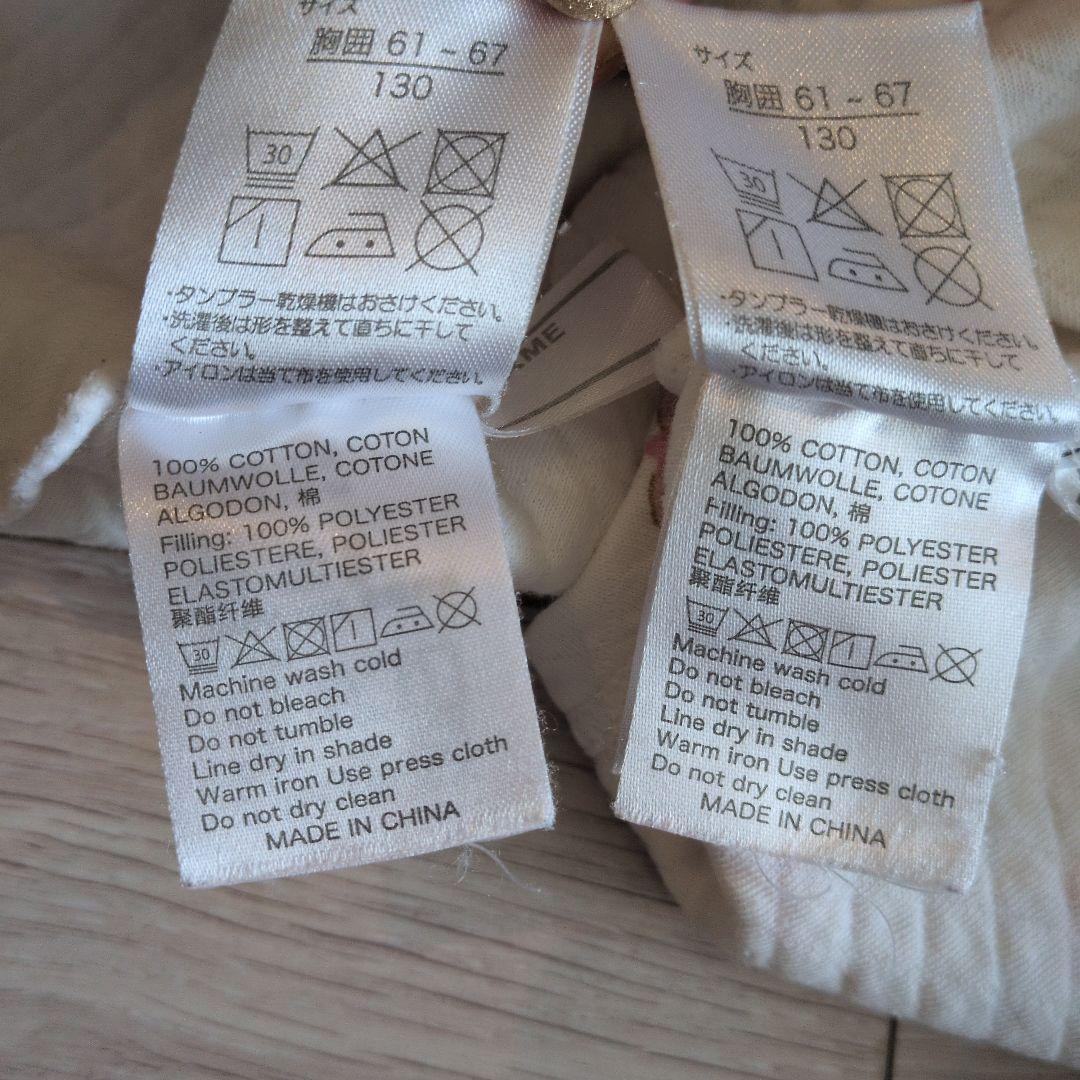 サイズ
胸囲 61 ~ 67
130
30
・タンブラー乾燥機はおさけください。
・洗濯後は形を整えて直ちに干して
ください。
・アイロンは当て布を使用してください。
100% COTTON, COTON
BAUMWOLLE, COTONE
ALGODON, 棉
Filling: 100% POLYESTER
POLIESTERE, POLIESTER
ELASTOMULTIESTER
聚酯纤维
30
Machine wash cold
Do not bleach
Do not tumble
Line dry in shade
Warm iron Use press cloth
Do not dry clean
MADE IN CHINA
サイズ
胸囲 61 ~ 67
130
30
・タンブラー乾燥機はおさけください。
・洗濯後は形を整えて直ちに干して
ください。
・アイロンは当て布を使用してください。
100% COTTON, COTON
BAUMWOLLE, COTONE
ALGODON, 棉
Filling: 100% POLYESTER
POLIESTERE, POLIESTER
ELASTOMULTIESTER
聚酯纤维
30
Machine wash cold
Do not bleach
Do not tumble
Line dry in shade
Warm iron Use press cloth
Do not dry clean
MADE IN CHINA